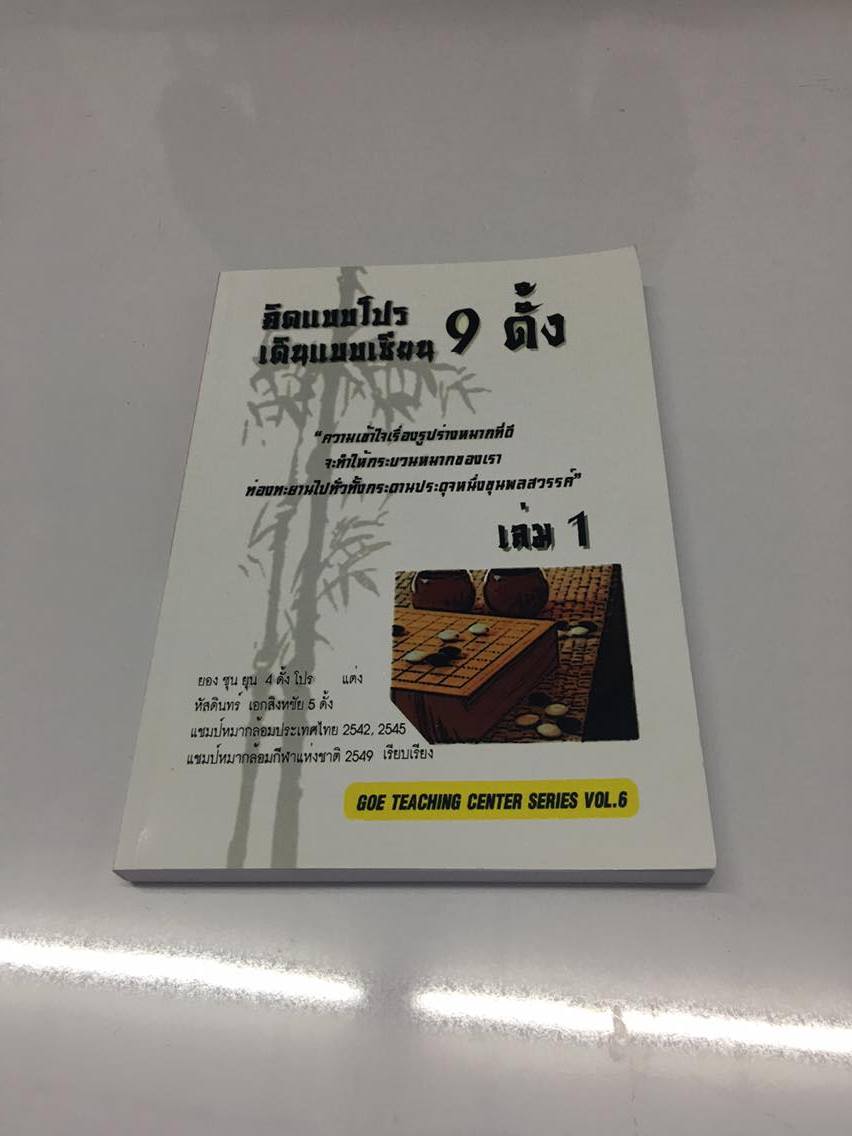 คิดแบบโปร
เดินแบบเซียน 9 ดั้ง
“ความเข้าใจเรื่องรูปร่างหมากที่ดี
จะทำให้กระบวนหมากของเรา
ท่องทะยานไปทั่วทั้งกระดานประดุจหนึ่งขุนพลสวรรค์”
เล่ม 1
ยอง ซุน ยุน 4 ดั้ง โปร แต่ง
หัสดินทร์ เอกสิงหชัย 5 ดั้ง
แชมป์หมากล้อมประเทศไทย 2542, 2545
แชมป์หมากล้อมกีฬาแห่งชาติ 2549 เรียบเรียง
GOE TEACHING CENTER SERIES VOL.6